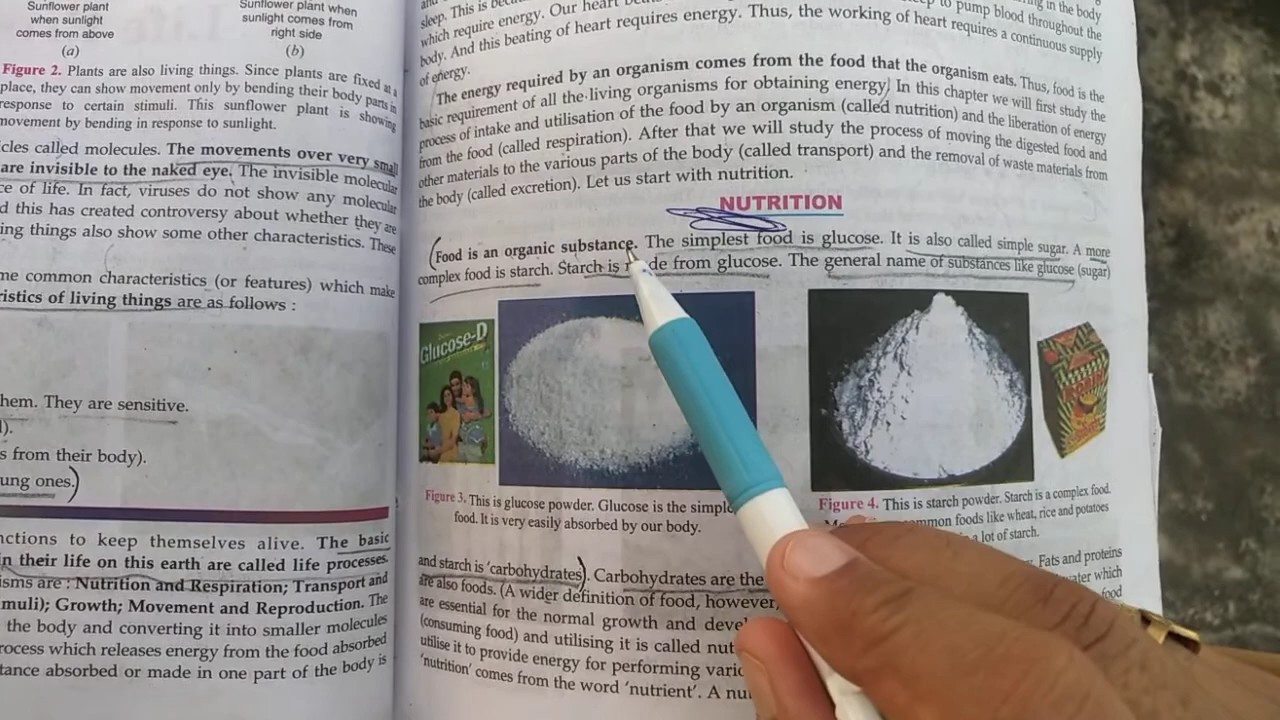 Sunflower plant
when sunlight
comes from above
(a)
Sunflower plant when
sunlight comes from
right side
(b)
Figure 2. Plants are also living things. Since plants are fixed at a
place, they can show movement only by bending their body parts in
response to certain stimuli. This sunflower plant is showing
movement by bending in response to sunlight.
cles called molecules. The movements over very small
are invisible to the naked eye. The invisible molecular
ce of life. In fact, viruses do not show any molecular
d this has created controversy about whether they are
ing things also show some other characteristics. These
me common characteristics (or features) which make
ristics of living things are as follows :
hem. They are sensitive.
).
s from their body).
ung ones.)
nctions to keep themselves alive. The basic
in their life on this earth are called life processes.
isms are : Nutrition and Respiration; Transport and
muli); Growth; Movement and Reproduction. The
the body and converting it into smaller molecules
rocess which releases energy from the food absorbed
tance absorbed or made in one part of the body is
sleep. This is
which require energy. Our heart to pump blood throughout the
body. And this beating of heart requires energy. Thus, the working of heart requires a continuous supply
of energy.
The energy required by an organism comes from the food that the organism eats. Thus, food is the
basic requirement of all the living organisms for obtaining energy. In this chapter we will first study the
process of intake and utilisation of the food by an organism (called nutrition) and the liberation of energy
from the food (called respiration). After that we will study the process of moving the digested food and
other materials to the various parts of the body (called transport) and the removal of waste materials from
the body (called excretion). Let us start with nutrition.
NUTRITION
(Food is an organic substance. The simplest food is glucose. It is also called simple sugar. A more
complex food is starch. Starch is de from glucose. The general name of substances like glucose (sugar)
Glucose-D
Figure 3. This is glucose powder. Glucose is the simple
food. It is very easily absorbed by our body.
Figure 4. This is starch powder. Starch is a complex food.
mmon foods like wheat, rice and potatoes
a lot of starch.
and starch is 'carbohydrates'). Carbohydrates are the Fats and proteins
are also foods. (A wider definition of food, however, water which
are essential for the normal growth and deve food
(consuming food) and utilising it is called nut
utilise it to provide energy for performing vario
'nutrition' comes from the word 'nutrient'. A nu